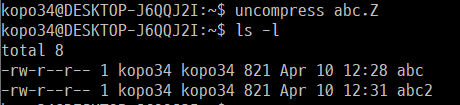 kopo34@DESKTOP-J6QQJ2I:~$ uncompress abc.Z
kopo34@DESKTOP-J6QQJ2I:~$ ls -l
total 8
-rw-r--r-- 1 kopo34 kopo34 821 Apr 10 12:28 abc
-rw-r--r-- 1 kopo34 kopo34 821 Apr 10 12:31 abc2